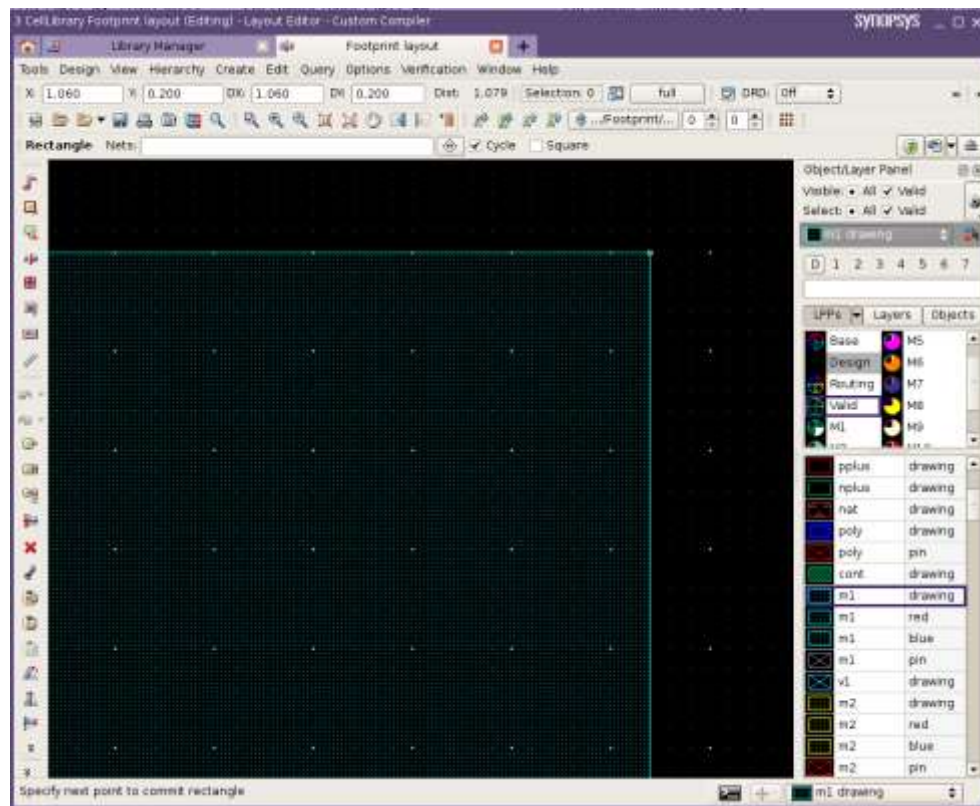 3 CellLibrary Footprint layout (Editing) - Layout Editor - Custom Compiler
SYNOPSYS
Library Manager
Footprint layout
Tools Design View Hierarchy Create Edit Query Options Verification Window Help
X: 1.060 Y: 0.200 DX: 1.060 DY: 0.200 Dist: 1.079 Selection: 0 full DRD: Off
.../Footprint/... 0 0
Rectangle Nets: Cycle Square
Object/Layer Panel
Visible: All Valid
Select: All Valid
m1 drawing
D 1 2 3 4 5 6 7
LPPs Layers Objects
Base M5
Design M6
Routing M7
Valid M8
M1 M9
pplus drawing
nplus drawing
nat drawing
poly drawing
poly pin
cont drawing
m1 drawing
m1 red
m1 blue
m1 pin
v1 drawing
m2 drawing
m2 red
m2 blue
m2 pin
Specify next point to commit rectangle
m1 drawing